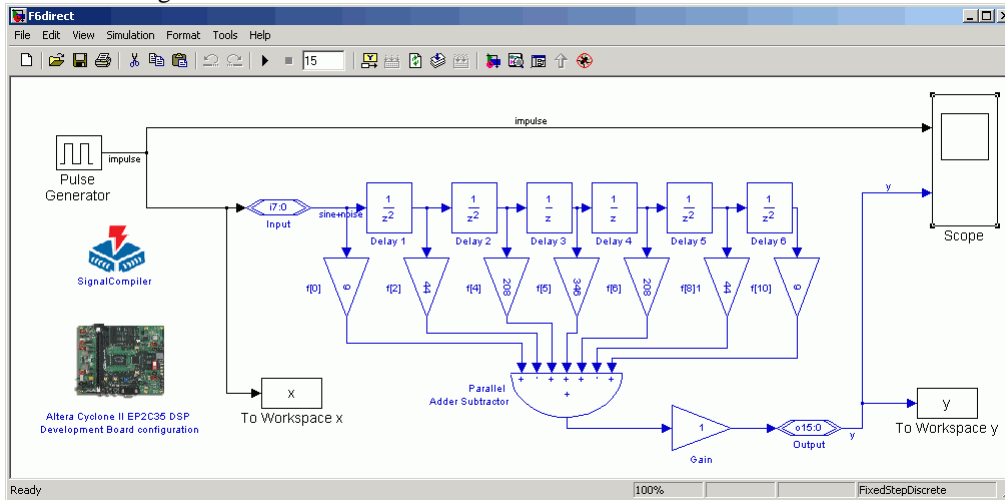 F6direct
File Edit View Simulation Format Tools Help
15
impulse
impulse
Pulse
Generator
i7:0
Input
sine+noise
1
z²
Delay 1
1
z²
Delay 2
1
z
Delay 3
1
z
Delay 4
1
z²
Delay 5
1
z²
Delay 6
y
Scope
SignalCompiler
f[0] 9
f[2] 44
f[4] 208
f[5] 346
f[6] 208
f[8]1 44
f[10] 9
+ - + + + - +
+
Parallel
Adder Subtractor
Altera Cyclone II EP2C35 DSP
Development Board configuration
x
To Workspace x
1
Gain
o15:0
Output
y
y
To Workspace y
Ready 100% FixedStepDiscrete